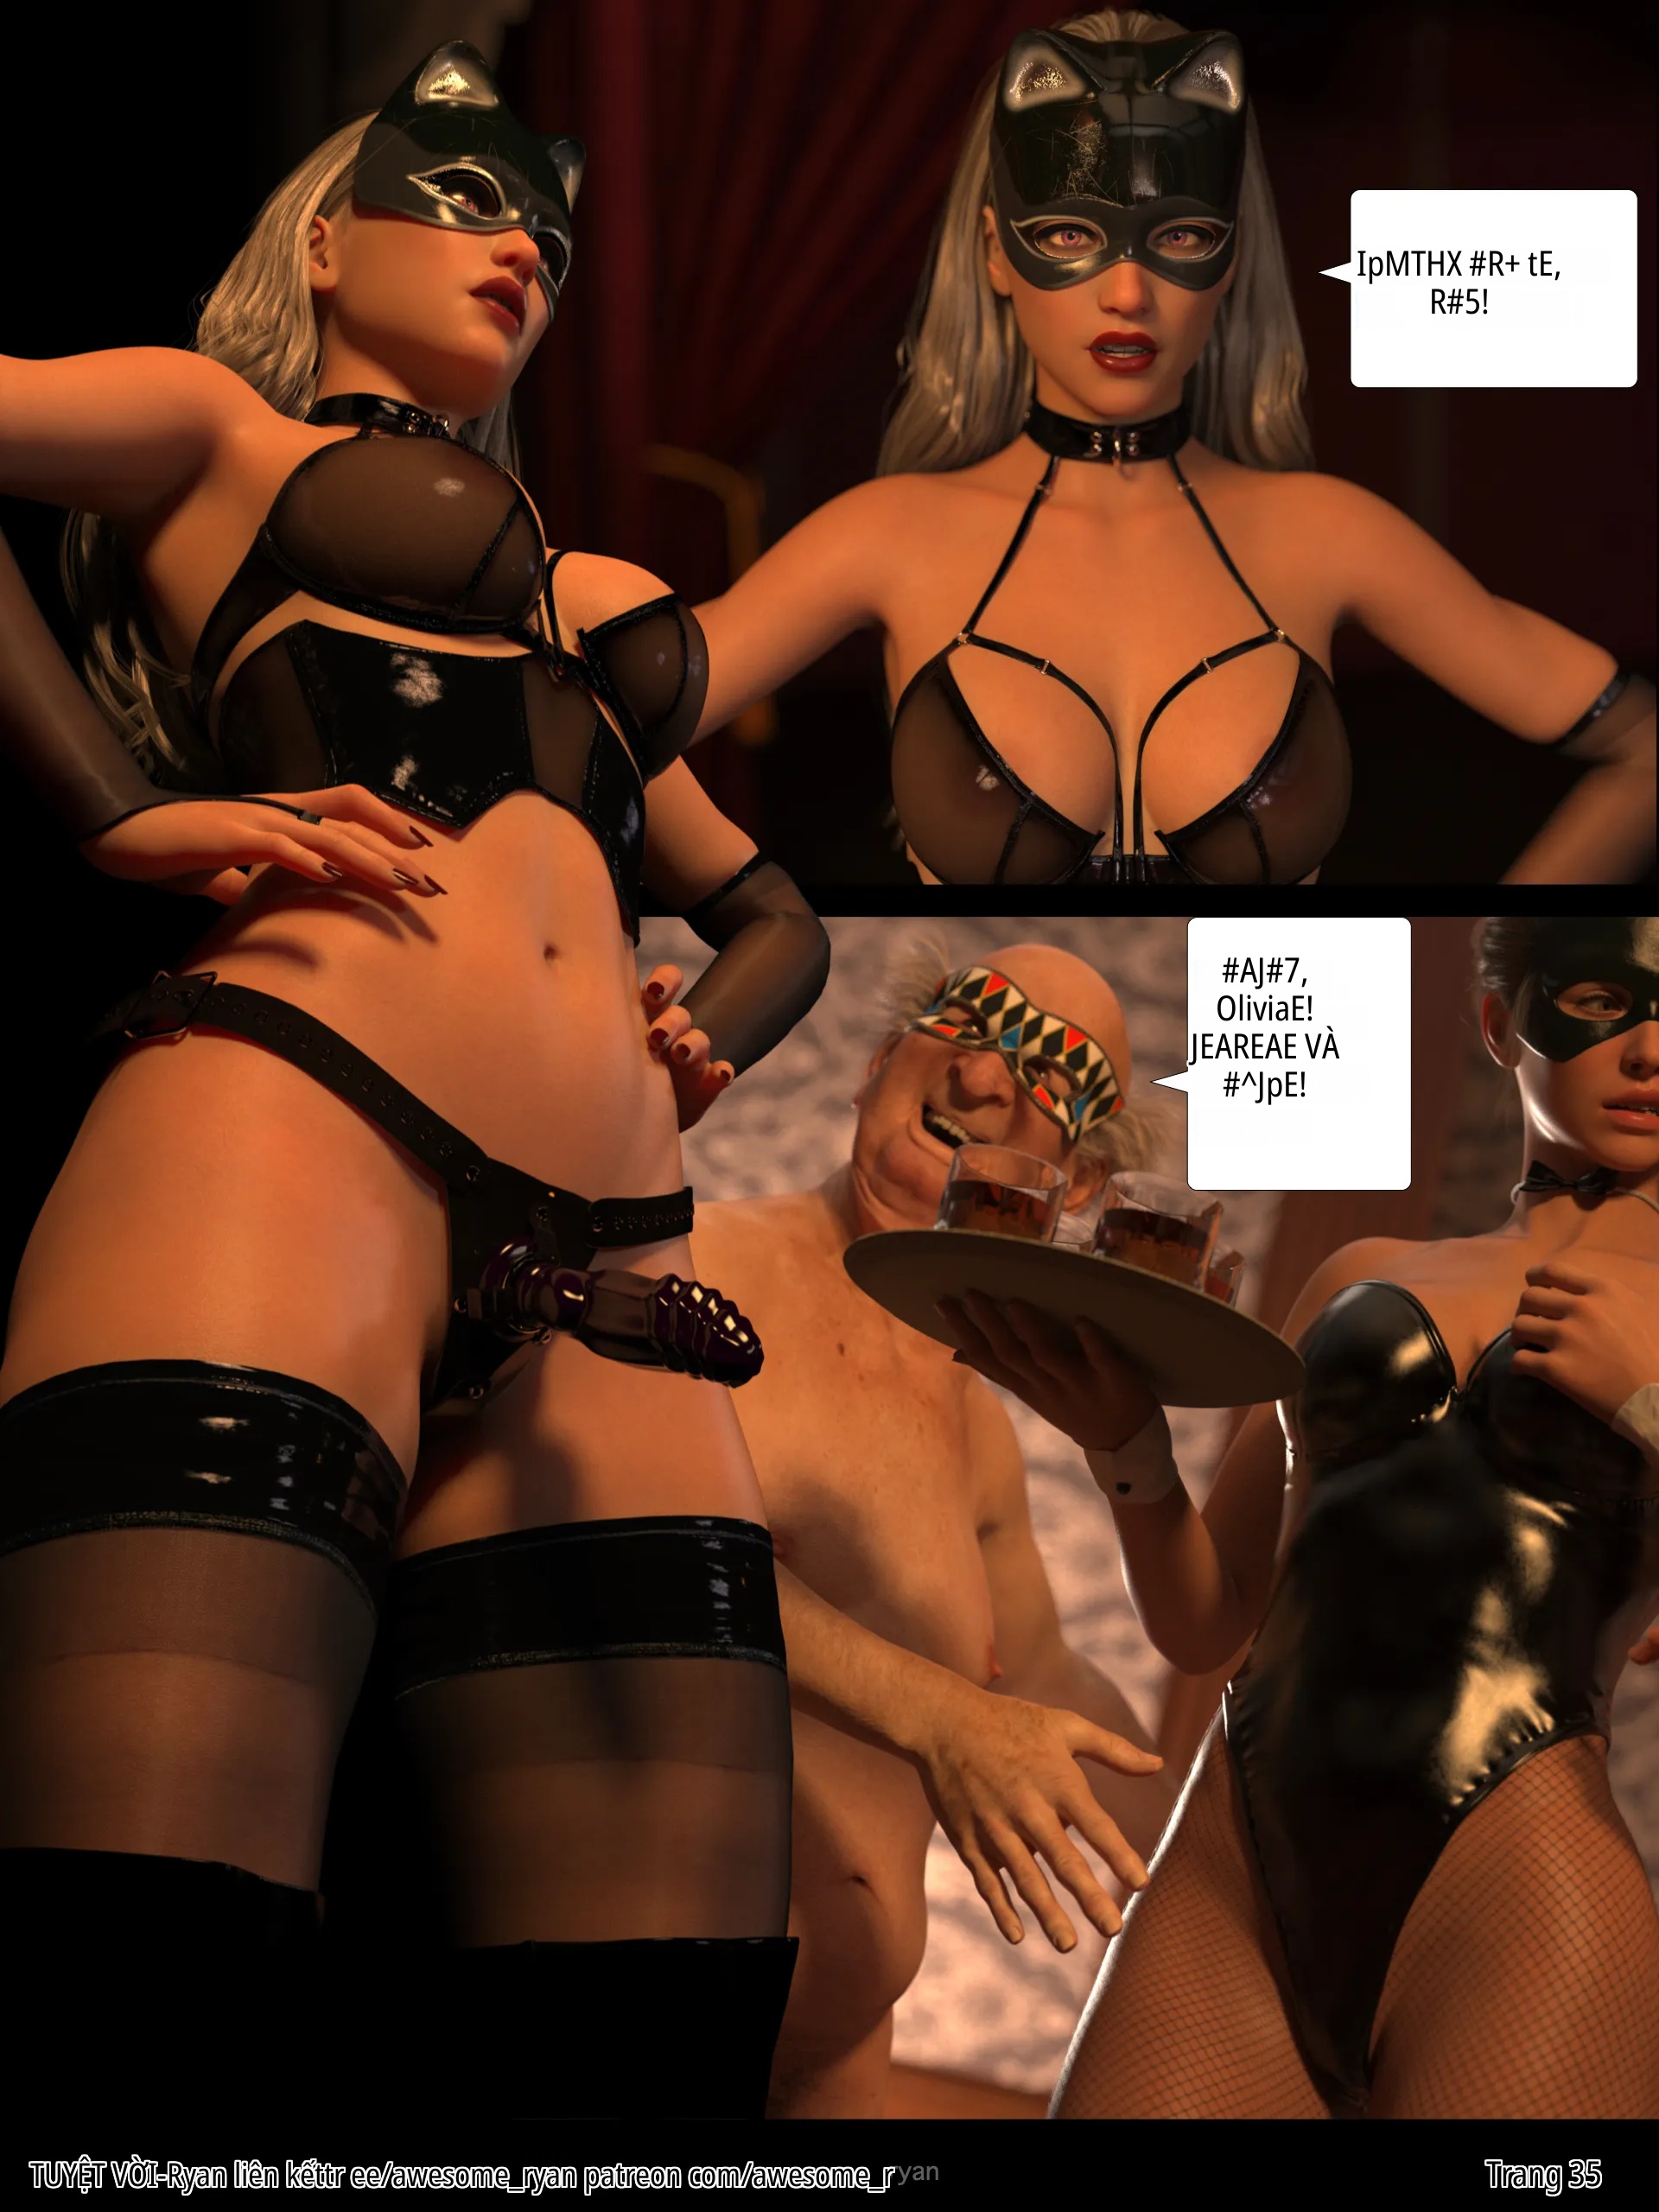 IpMTHX #R+ tE,
R#5!
#AJ#7,
OliviaE!
JEAREAE VÀ
#^JpE!
TUYỆT VỜI-Ryan liên kếttr ee/awesome_ryan patreon com/awesome_ryan
Trang 35